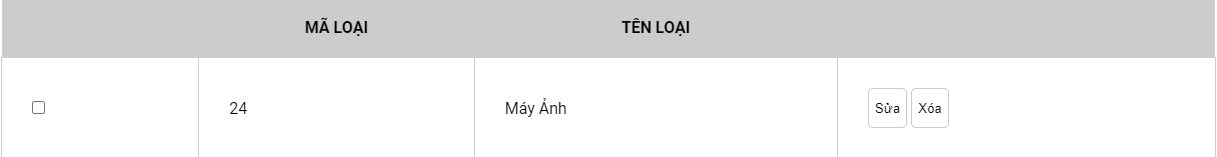 MÃ LOẠI TÊN LOẠI
24 Máy Ảnh Sửa Xóa